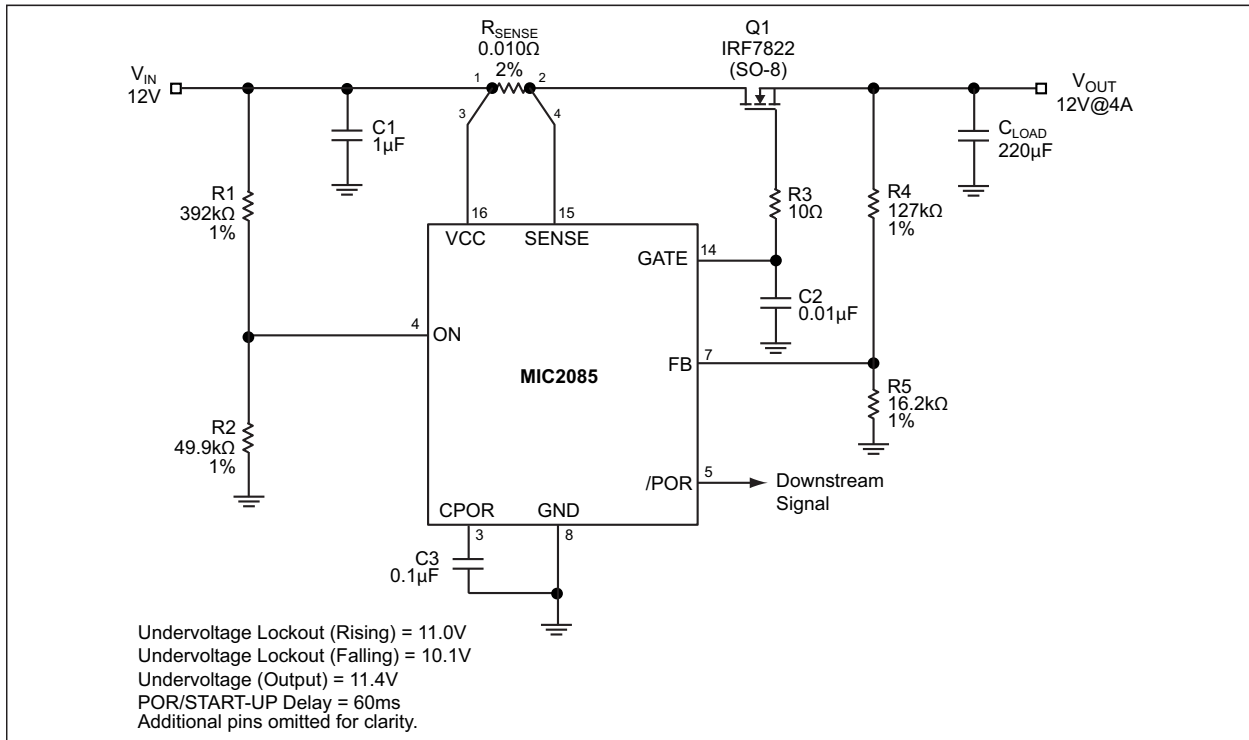 RSENSE
0.010Ω
2%
Q1
IRF7822
(SO-8)
VIN
12V
1
2
3
4
VOUT
12V@4A
C1
1µF
CLOAD
220µF
R1
392kΩ
1%
R3
10Ω
R4
127kΩ
1%
16
15
VCC
SENSE
GATE
14
C2
0.01µF
4
ON
FB
7
MIC2085
R5
16.2kΩ
1%
R2
49.9kΩ
1%
/POR
5
Downstream
Signal
CPOR
GND
3
8
C3
0.1µF
Undervoltage Lockout (Rising) = 11.0V
Undervoltage Lockout (Falling) = 10.1V
Undervoltage (Output) = 11.4V
POR/START-UP Delay = 60ms
Additional pins omitted for clarity.